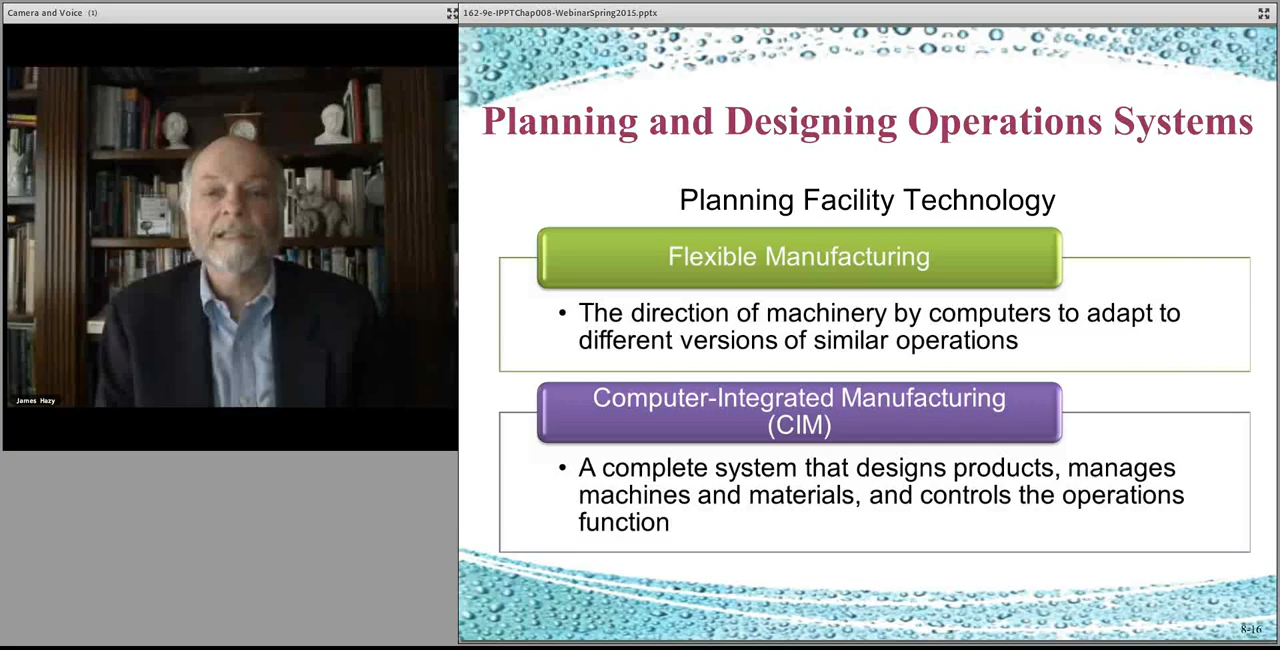 Camera and Voice (1)
162-9e-IPPTChap008-WebinarSpring2015.pptx
James Hazy
Planning and Designing Operations Systems
Planning Facility Technology
Flexible Manufacturing
• The direction of machinery by computers to adapt to
different versions of similar operations
Computer-Integrated Manufacturing
(CIM)
• A complete system that designs products, manages
machines and materials, and controls the operations
function
8-16